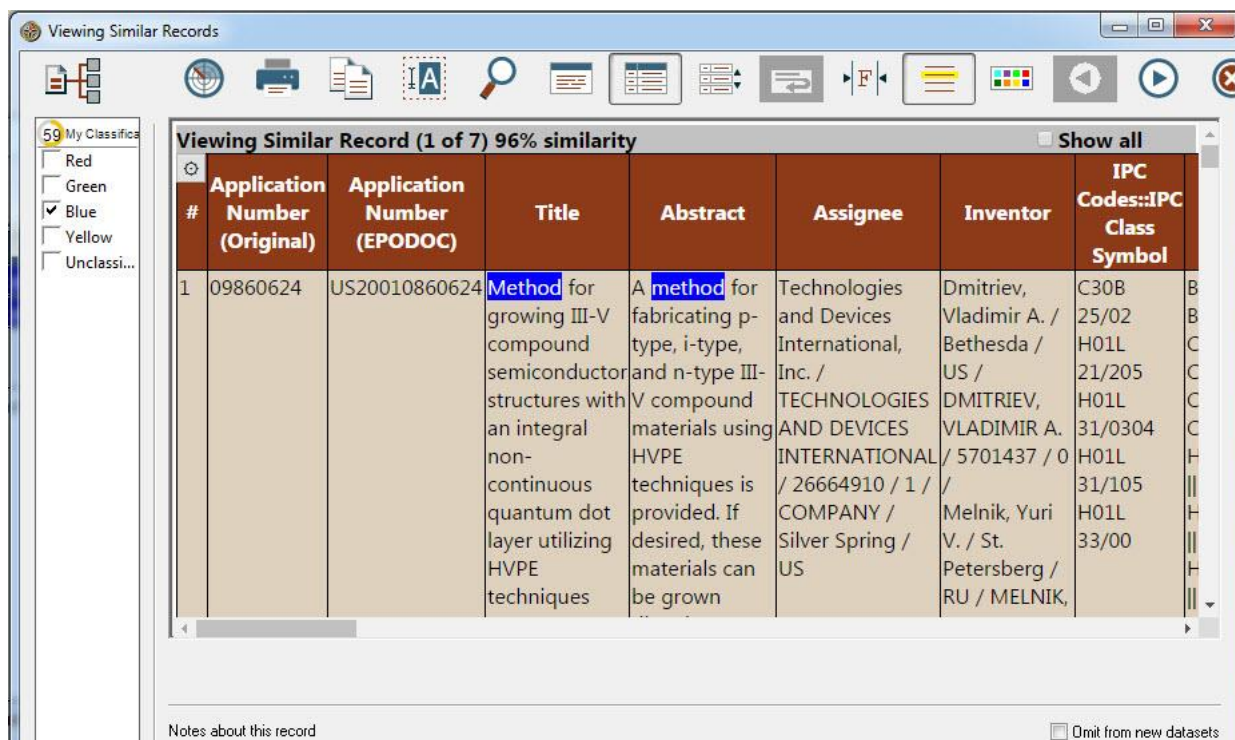 Viewing Similar Records
59 My Classifica
Red
Green
Blue
Yellow
Unclassi...
Viewing Similar Record (1 of 7) 96% similarity
Show all
#
Application
Number
(Original)
Application
Number
(EPODOC)
Title
Abstract
Assignee
Inventor
IPC
Codes::IPC
Class
Symbol
1
09860624
US20010860624
Method for
growing III-V
compound
semiconductor
structures with
an integral
non-
continuous
quantum dot
layer utilizing
HVPE
techniques
A method for
fabricating p-
type, i-type,
and n-type III-
V compound
materials using
HVPE
techniques is
provided. If
desired, these
materials can
be grown
Technologies
and Devices
International,
Inc. /
TECHNOLOGIES
AND DEVICES
INTERNATIONAL
/ 26664910 / 1 /
COMPANY /
Silver Spring /
US
Dmitriev,
Vladimir A. /
Bethesda /
US /
DMITRIEV,
VLADIMIR A.
/ 5701437 / 0
/
Melnik, Yuri
V. / St.
Petersberg /
RU / MELNIK,
C30B
25/02
H01L
21/205
H01L
31/0304
H01L
31/105
H01L
33/00
Notes about this record
Omit from new datasets